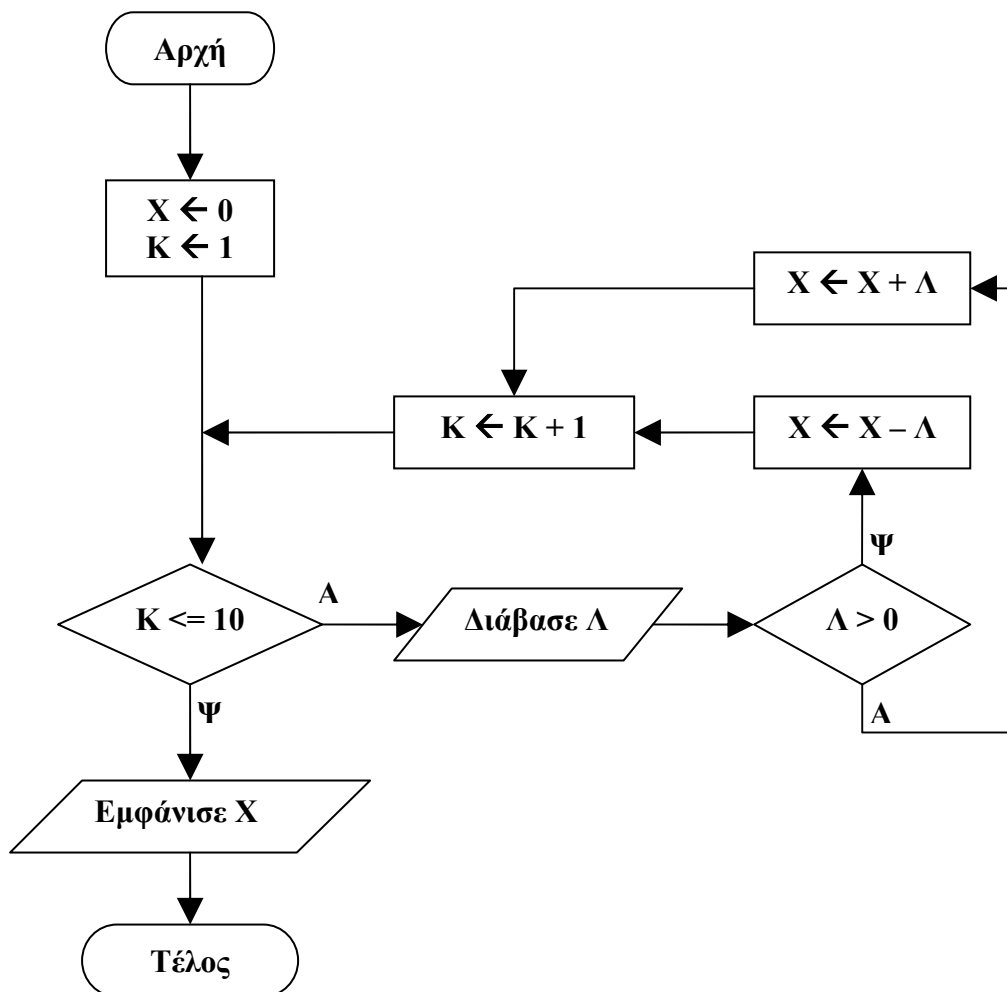 Αρχή
Χ ← 0
Κ ← 1
Χ ← Χ + Λ
Κ ← Κ + 1
Χ ← Χ – Λ
Ψ
Κ <= 10
Α
Διάβασε Λ
Λ > 0
Ψ
Α
Εμφάνισε Χ
Τέλος